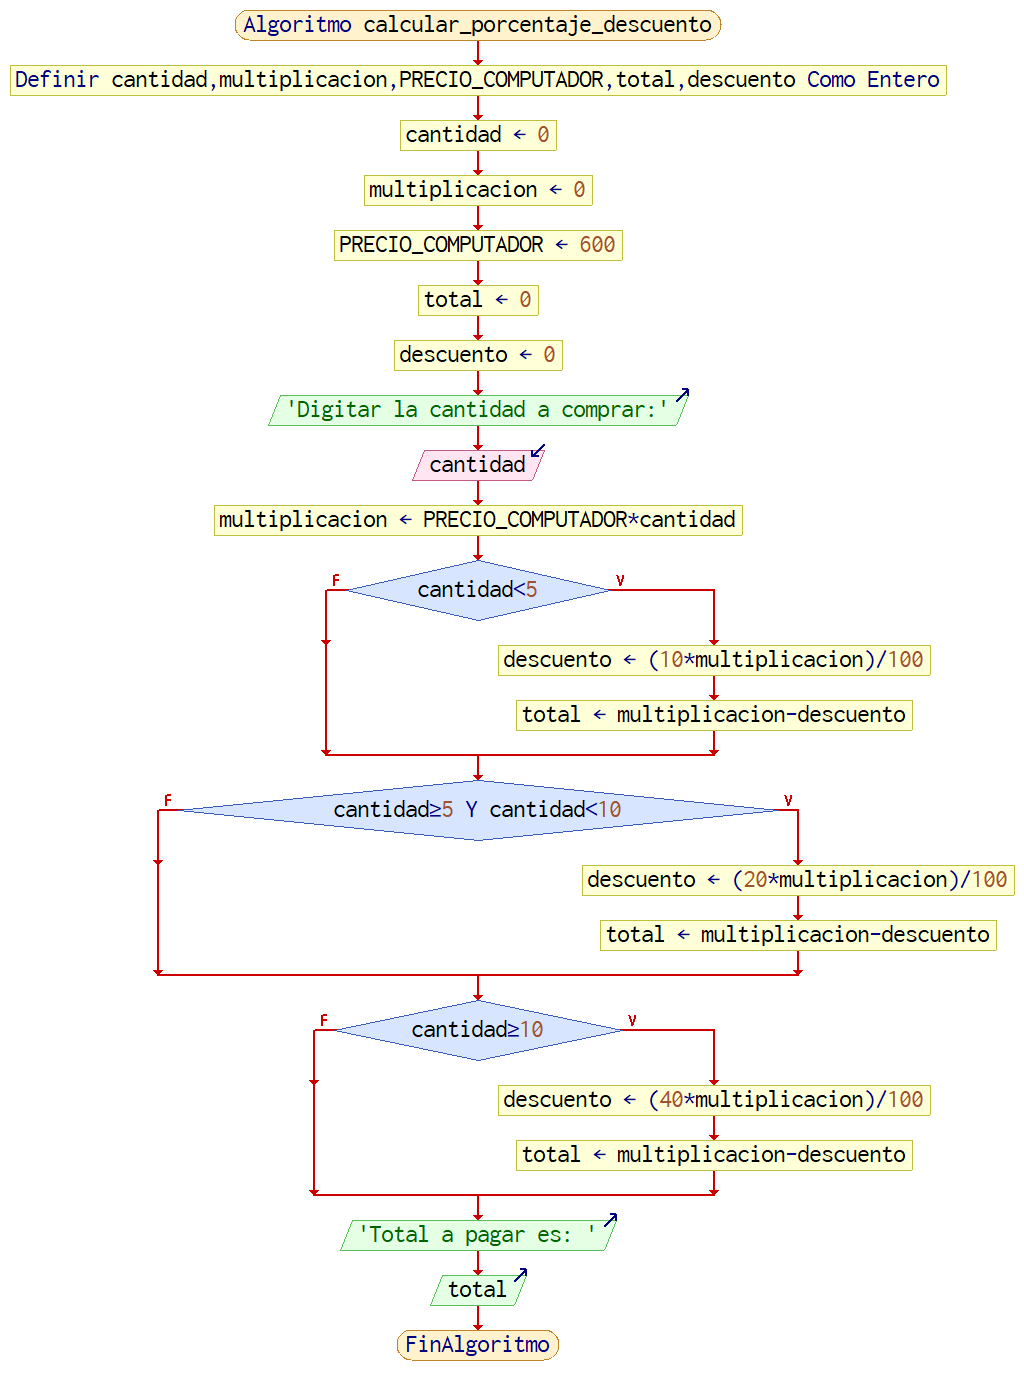 Algoritmo calcular_porcentaje_descuento
Definir cantidad,multiplicacion,PRECIO_COMPUTADOR,total,descuento Como Entero
cantidad ← 0
multiplicacion ← 0
PRECIO_COMPUTADOR ← 600
total ← 0
descuento ← 0
'Digitar la cantidad a comprar:'
cantidad
multiplicacion ← PRECIO_COMPUTADOR*cantidad
F
cantidad<5
V
descuento ← (10*multiplicacion)/100
total ← multiplicacion-descuento
F
cantidad≥5 Y cantidad<10
V
descuento ← (20*multiplicacion)/100
total ← multiplicacion-descuento
F
cantidad≥10
V
descuento ← (40*multiplicacion)/100
total ← multiplicacion-descuento
'Total a pagar es: '
total
FinAlgoritmo